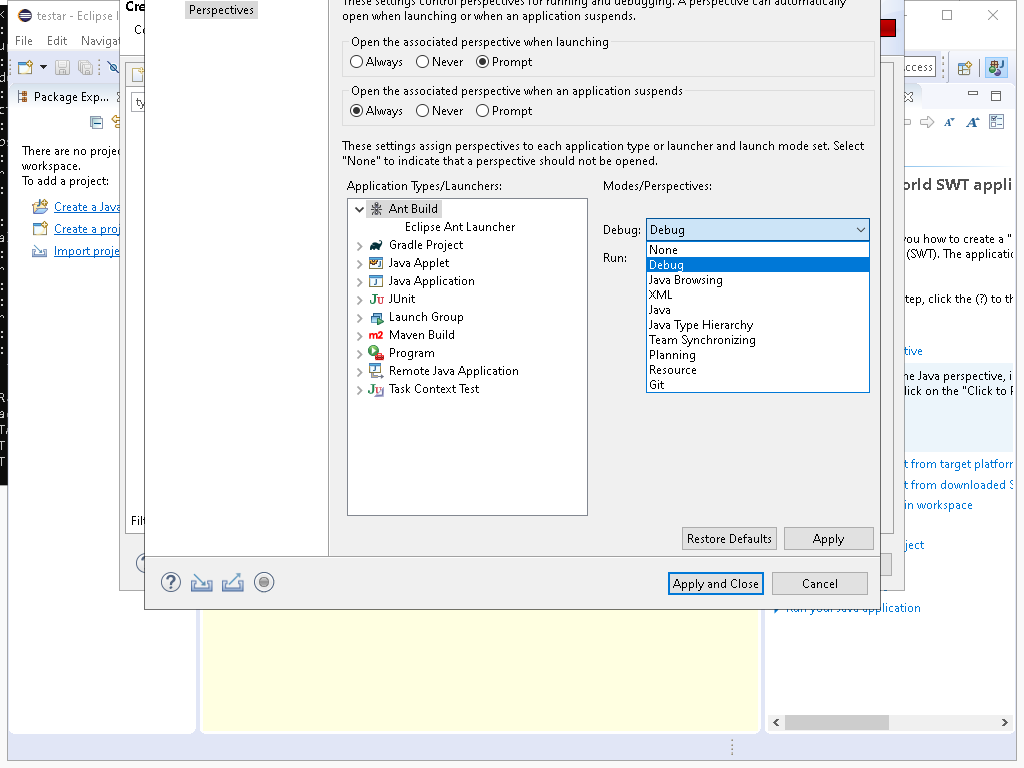 testar - Eclipse I
Cre
File Edit Navigat
Perspectives
These settings control perspectives for running and debugging. A perspective can automatically
open when launching or when an application suspends.
Open the associated perspective when launching
Always Never Prompt
Open the associated perspective when an application suspends
Always Never Prompt
These settings assign perspectives to each application type or launcher and launch mode set. Select
"None" to indicate that a perspective should not be opened.
Application Types/Launchers:
Modes/Perspectives:
Ant Build
Eclipse Ant Launcher
Gradle Project
Java Applet
Java Application
JUnit
Launch Group
Maven Build
Program
Remote Java Application
Task Context Test
Debug: Debug
Run:
None
Debug
Java Browsing
XML
Java
Java Type Hierarchy
Team Synchronizing
Planning
Resource
Git
Restore Defaults Apply
Apply and Close Cancel
Package Exp...
There are no proje
workspace.
To add a project:
Create a Java
Create a proj
Import proje
ty
Filt
ccess
orld SWT appli
you how to create a "
(SWT). The applicatio
tep, click the (?) to th
tive
he Java perspective, i
lick on the "Click to P
t from target platforr
t from downloaded S
in workspace
ject
Run your Java application